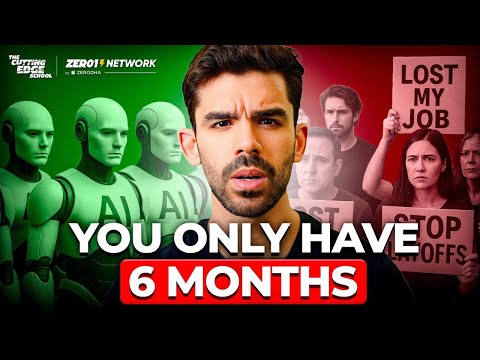 THE
CUTTING
EDGE
SCHOOL
ZERO1 NETWORK
by ZERODHA
LOST
MY
JOB
AI
AI
STOP
YOU ONLY HAVE
6 MONTHS